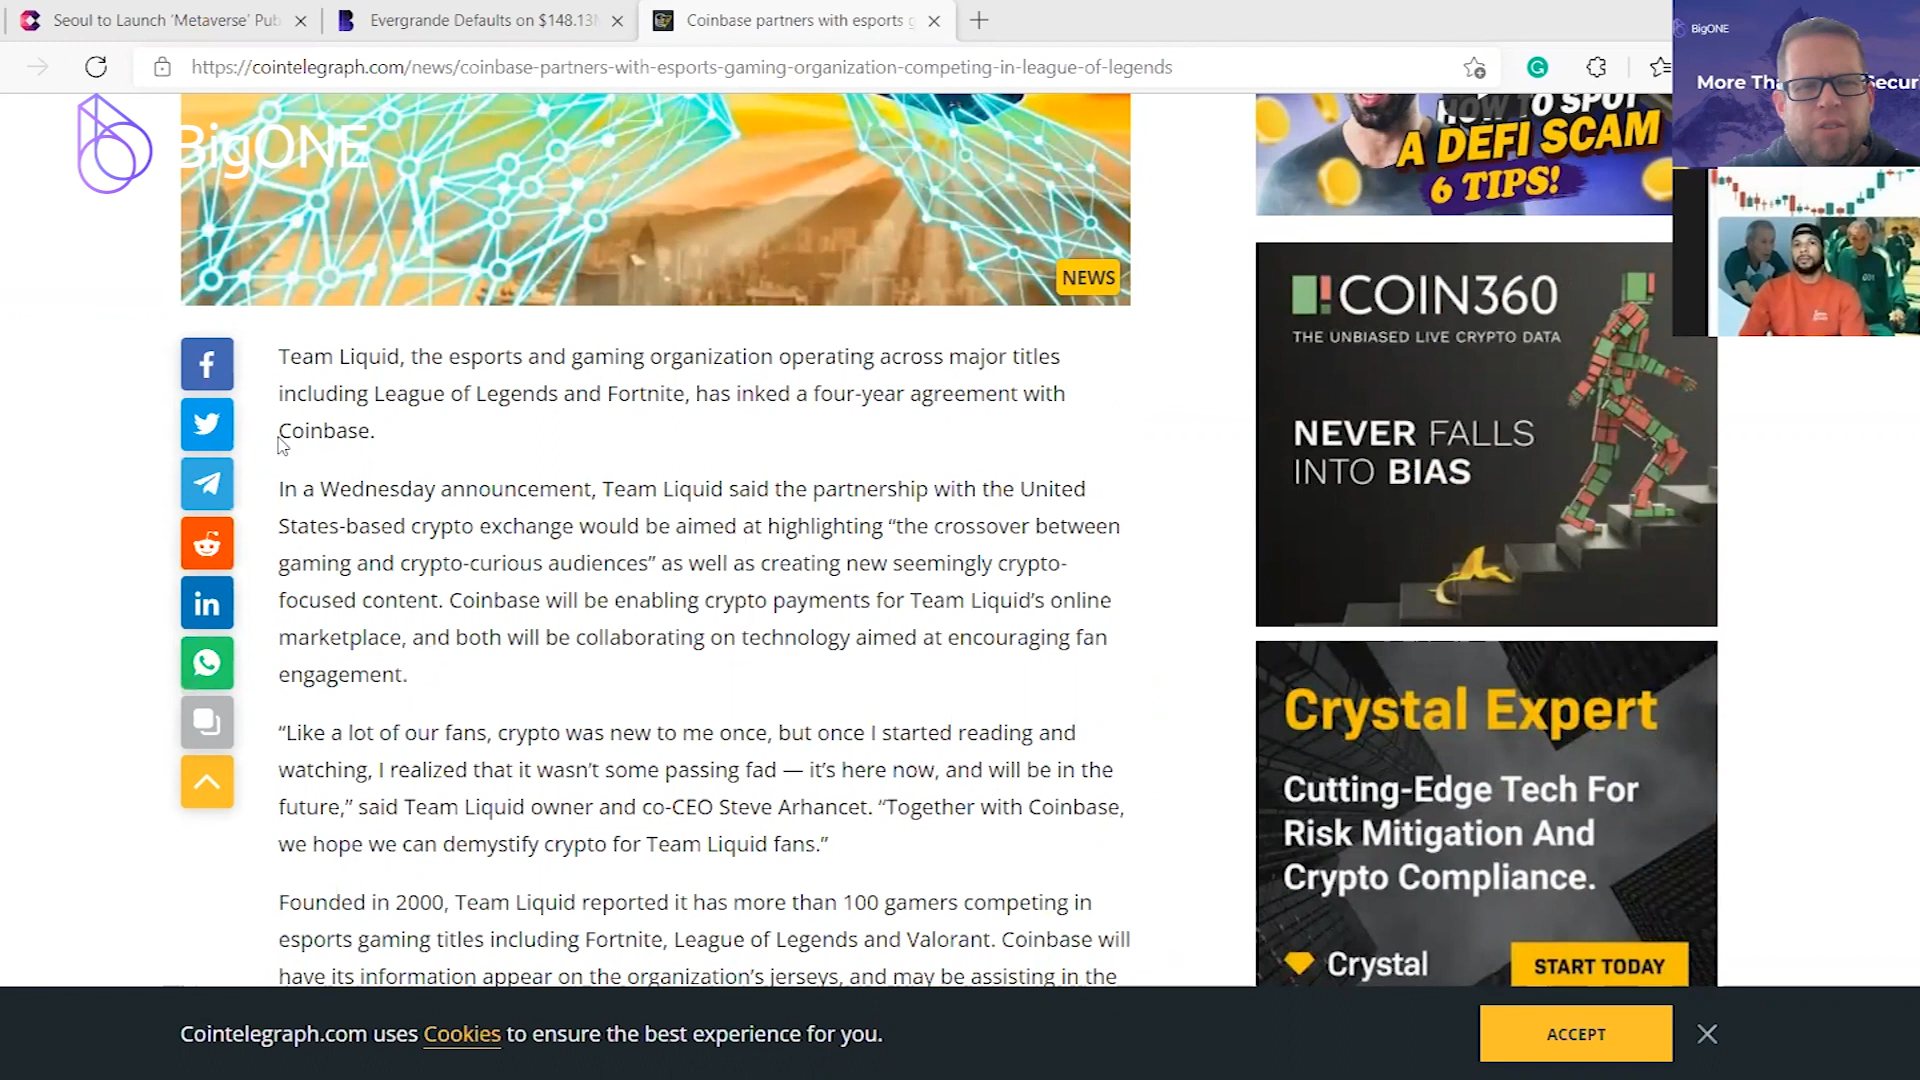 Seoul to Launch 'Metaverse' Pub
Evergrande Defaults on $148.13
Coinbase partners with esports g
https://cointelegraph.com/news/coinbase-partners-with-esports-gaming-organization-competing-in-league-of-legends
BigONE
More Tha
Secur
BigONE
HOW TO SPOT
A DEFI SCAM
6 TIPS!
NEWS
COIN360
THE UNBIASED LIVE CRYPTO DATA
NEVER FALLS
INTO BIAS
Team Liquid, the esports and gaming organization operating across major titles
including League of Legends and Fortnite, has inked a four-year agreement with
Coinbase.
In a Wednesday announcement, Team Liquid said the partnership with the United
States-based crypto exchange would be aimed at highlighting “the crossover between
gaming and crypto-curious audiences” as well as creating new seemingly crypto-
focused content. Coinbase will be enabling crypto payments for Team Liquid’s online
marketplace, and both will be collaborating on technology aimed at encouraging fan
engagement.
“Like a lot of our fans, crypto was new to me once, but once I started reading and
watching, I realized that it wasn’t some passing fad — it’s here now, and will be in the
future,” said Team Liquid owner and co-CEO Steve Arhancet. “Together with Coinbase,
we hope we can demystify crypto for Team Liquid fans.”
Founded in 2000, Team Liquid reported it has more than 100 gamers competing in
esports gaming titles including Fortnite, League of Legends and Valorant. Coinbase will
have its information appear on the organization’s jerseys, and may be assisting in the
Crystal Expert
Cutting-Edge Tech For
Risk Mitigation And
Crypto Compliance.
Crystal
START TODAY
Cointelegraph.com uses Cookies to ensure the best experience for you.
ACCEPT